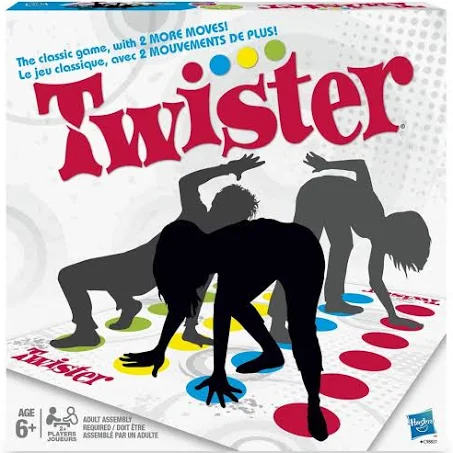 The classic game, with 2 MORE MOVES!
Le jeu classique, avec 2 MOUVEMENTS DE PLUS!
Twister®
Twister
Twister
AGE
6+
2+
PLAYERS
JOUEURS
ADULT ASSEMBLY
REQUIRED / DOIT ÊTRE
ASSEMBLÉ PAR UN ADULTE
Hasbro